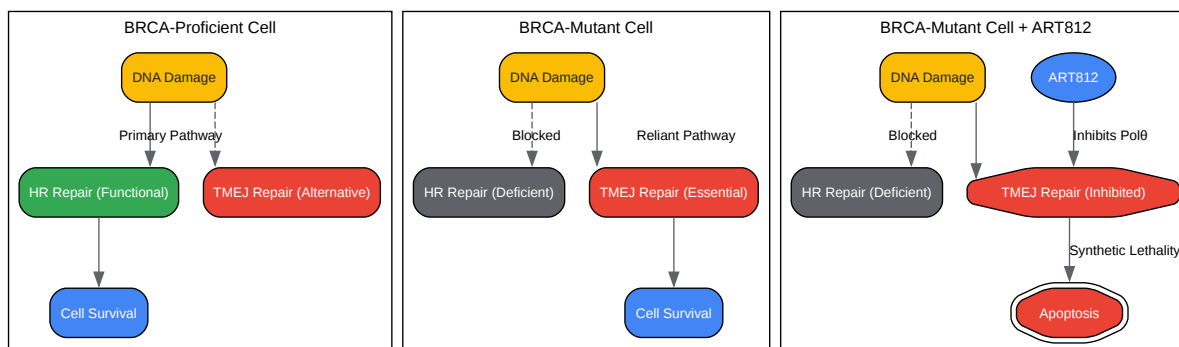 BRCA-Proficient Cell
DNA Damage
Primary Pathway
HR Repair (Functional)
TMEJ Repair (Alternative)
Cell Survival
BRCA-Mutant Cell
DNA Damage
Blocked
Reliant Pathway
HR Repair (Deficient)
TMEJ Repair (Essential)
Cell Survival
BRCA-Mutant Cell + ART812
DNA Damage
ART812
Blocked
Inhibits Polθ
HR Repair (Deficient)
TMEJ Repair (Inhibited)
Synthetic Lethality
Apoptosis